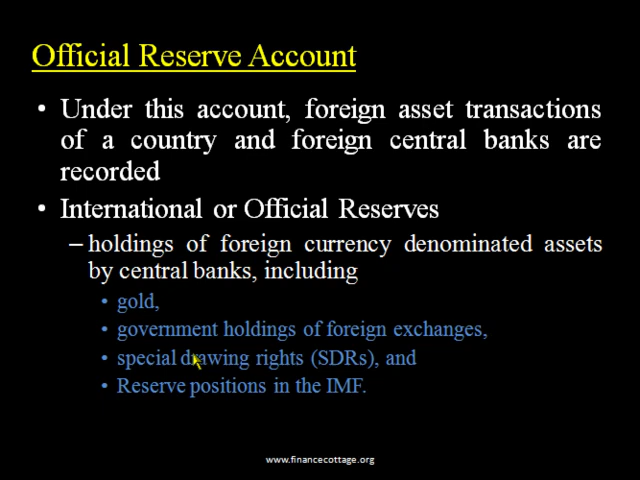 Official Reserve Account
• Under this account, foreign asset transactions
of a country and foreign central banks are
recorded
• International or Official Reserves
– holdings of foreign currency denominated assets
by central banks, including
• gold,
• government holdings of foreign exchanges,
• special drawing rights (SDRs), and
• Reserve positions in the IMF.
www.financecottage.org